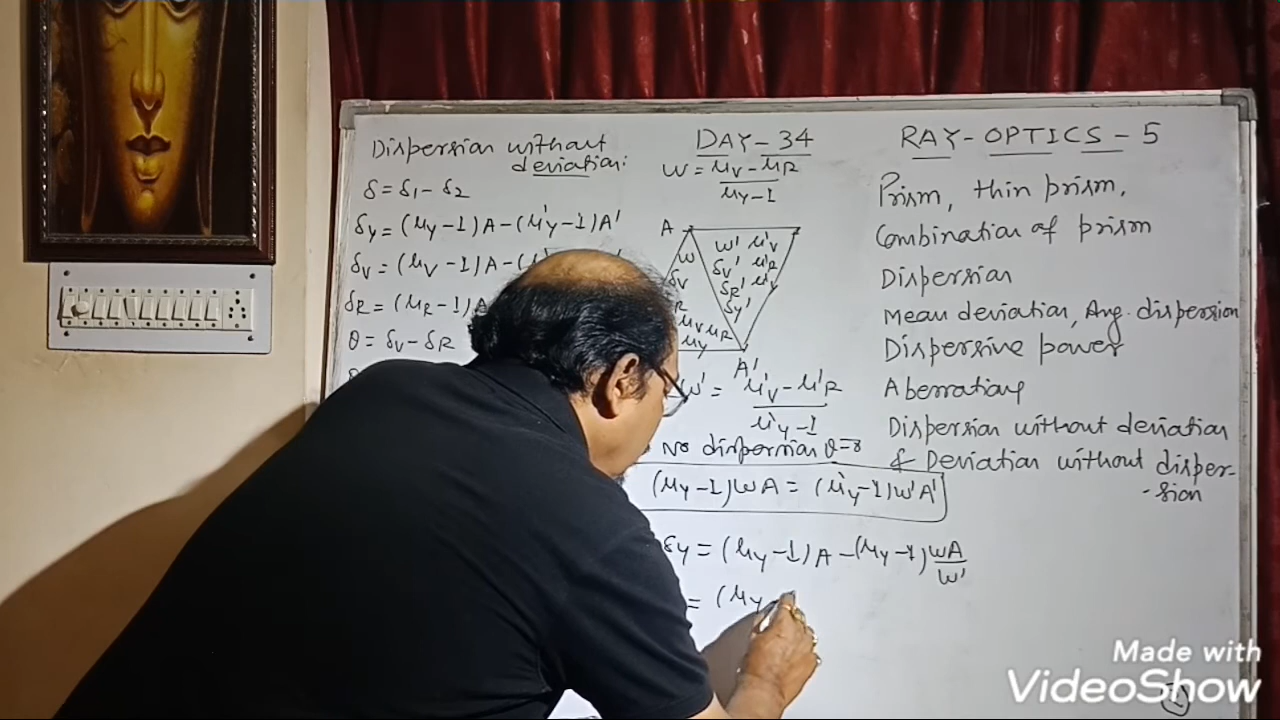 Dispersion without
deviation:
δ = δ₁ - δ₂
δy = (μy - 1)A - (μ'y - 1)A'
δv = (μv - 1)A - (
δR = (μR - 1)
θ = δv - δR
DAY - 34
w = μv - μR
μy - 1
A
w
δv
μv μR
μy
w' μ'v
δv' μ'R
δR'
δy'
A'
w' = μ'v - μ'R
μ'y - 1
No dispersion θ = 0
(μy - 1)wA = (μ'y - 1)w'A'
δy = (μy - 1)A - (μy - 1) wA
w'
= (μy -
RAY - OPTICS - 5
Prism, thin prism,
Combination of prism
Dispersion
Mean deviation, Ang. dispersion
Dispersive power
Aberrations
Dispersion without deviation
& Deviation without disper-
-sion
Made with
VideoShow